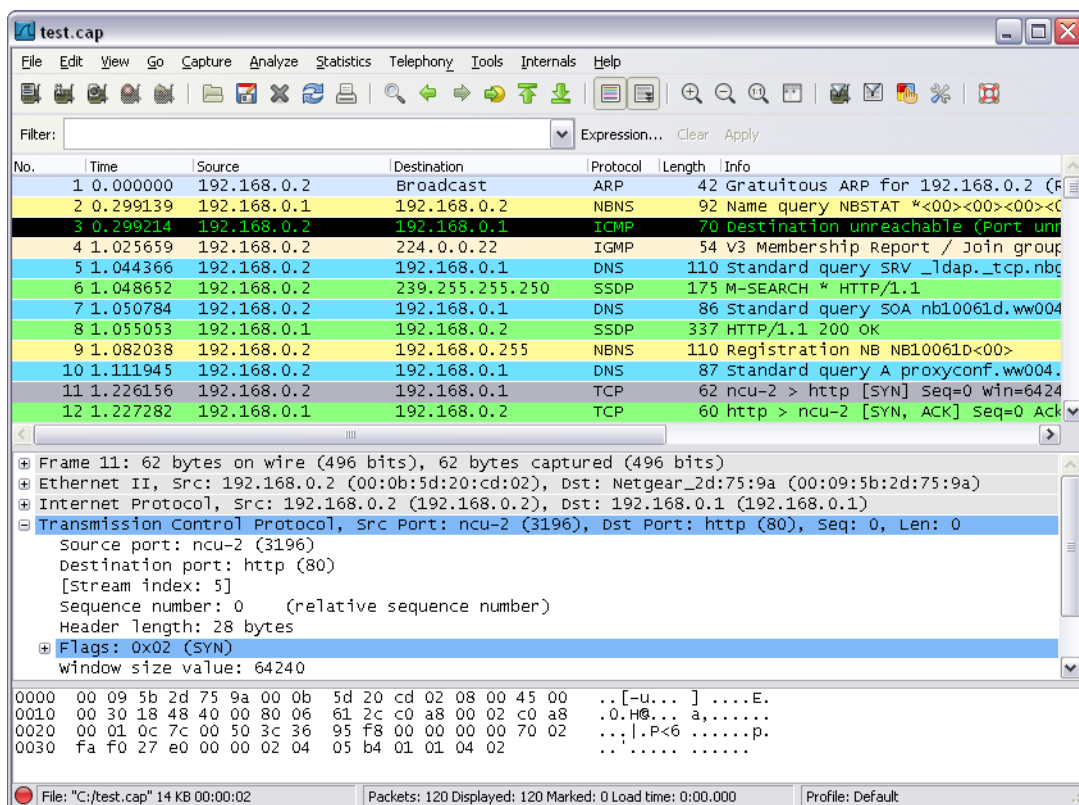 test.cap
File Edit View Go Capture Analyze Statistics Telephony Tools Internals Help
Filter: Expression... Clear Apply
No. Time Source Destination Protocol Length Info
1 0.000000 192.168.0.2 Broadcast ARP 42 Gratuitous ARP for 192.168.0.2 (R
2 0.299139 192.168.0.1 192.168.0.2 NBNS 92 Name query NBSTAT *<00><00><00><0
3 0.299214 192.168.0.2 192.168.0.1 ICMP 70 Destination unreachable (Port unr
4 1.025659 192.168.0.2 224.0.0.22 IGMP 54 V3 Membership Report / Join group
5 1.044366 192.168.0.2 192.168.0.1 DNS 110 Standard query SRV _ldap._tcp.nbg
6 1.048652 192.168.0.2 239.255.255.250 SSDP 175 M-SEARCH * HTTP/1.1
7 1.050784 192.168.0.2 192.168.0.1 DNS 86 Standard query SOA nb10061d.ww004
8 1.055053 192.168.0.1 192.168.0.2 SSDP 337 HTTP/1.1 200 OK
9 1.082038 192.168.0.2 192.168.0.255 NBNS 110 Registration NB NB10061D<00>
10 1.111945 192.168.0.2 192.168.0.1 DNS 87 Standard query A proxyconf.ww004.
11 1.226156 192.168.0.2 192.168.0.1 TCP 62 ncu-2 > http [SYN] Seq=0 Win=6424
12 1.227282 192.168.0.1 192.168.0.2 TCP 60 http > ncu-2 [SYN, ACK] Seq=0 Ack
Frame 11: 62 bytes on wire (496 bits), 62 bytes captured (496 bits)
Ethernet II, Src: 192.168.0.2 (00:0b:5d:20:cd:02), Dst: Netgear_2d:75:9a (00:09:5b:2d:75:9a)
Internet Protocol, Src: 192.168.0.2 (192.168.0.2), Dst: 192.168.0.1 (192.168.0.1)
Transmission Control Protocol, Src Port: ncu-2 (3196), Dst Port: http (80), Seq: 0, Len: 0
Source port: ncu-2 (3196)
Destination port: http (80)
[Stream index: 5]
Sequence number: 0 (relative sequence number)
Header length: 28 bytes
Flags: 0x02 (SYN)
Window size value: 64240
0000 00 09 5b 2d 75 9a 00 0b 5d 20 cd 02 08 00 45 00 ..[-u... ] ....E.
0010 00 30 18 48 40 00 80 06 61 2c c0 a8 00 02 c0 a8 .0.H@... a,......
0020 00 01 0c 7c 00 50 3c 36 95 f8 00 00 00 00 70 02 ...|.P<6 ......p.
0030 fa f0 27 e0 00 00 02 04 05 b4 01 01 04 02 ..'..... ......
File: "C:/test.cap" 14 KB 00:00:02 Packets: 120 Displayed: 120 Marked: 0 Load time: 0:00.000 Profile: Default